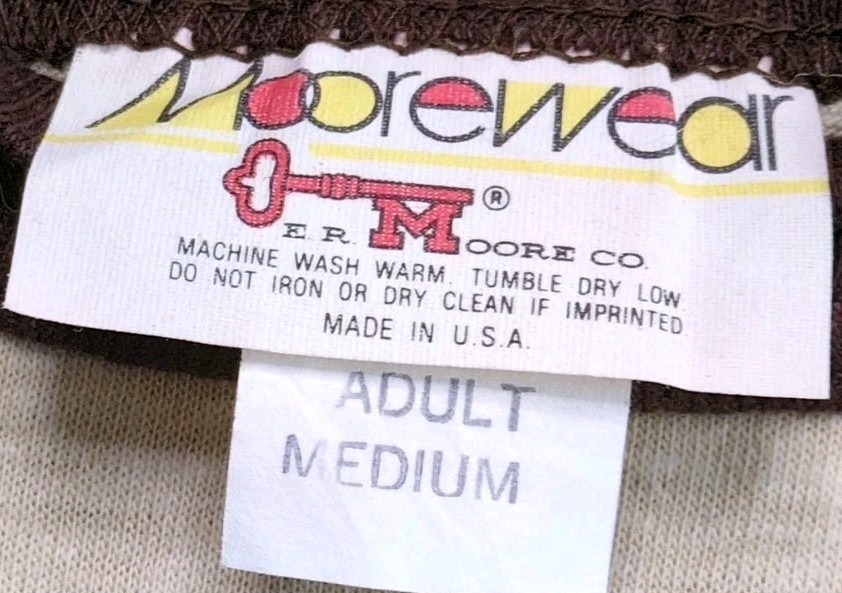 Moorewear
®
E.R. MOORE CO.
MACHINE WASH WARM. TUMBLE DRY LOW
DO NOT IRON OR DRY CLEAN IF IMPRINTED
MADE IN U.S.A.
ADULT
MEDIUM